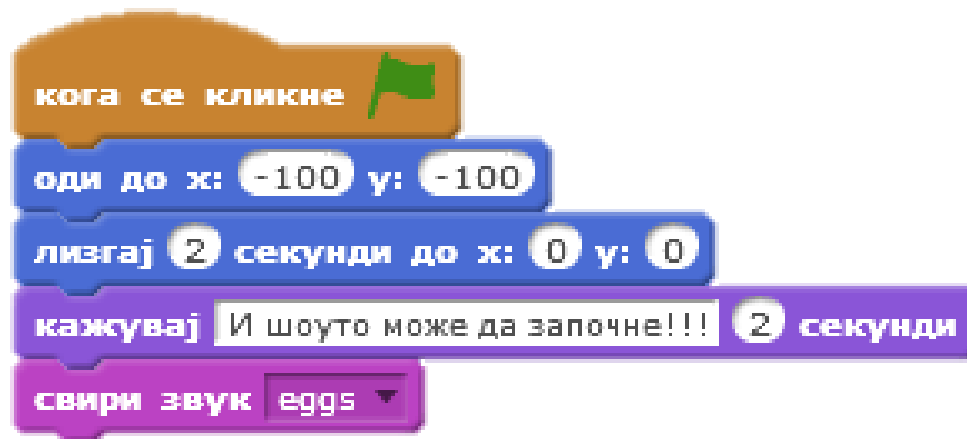 кога се кликне
оди до x: -100 y: -100
лизгај 2 секунди до x: 0 y: 0
кажувај И шоуто може да започне!!! 2 секунди
свири звук eggs